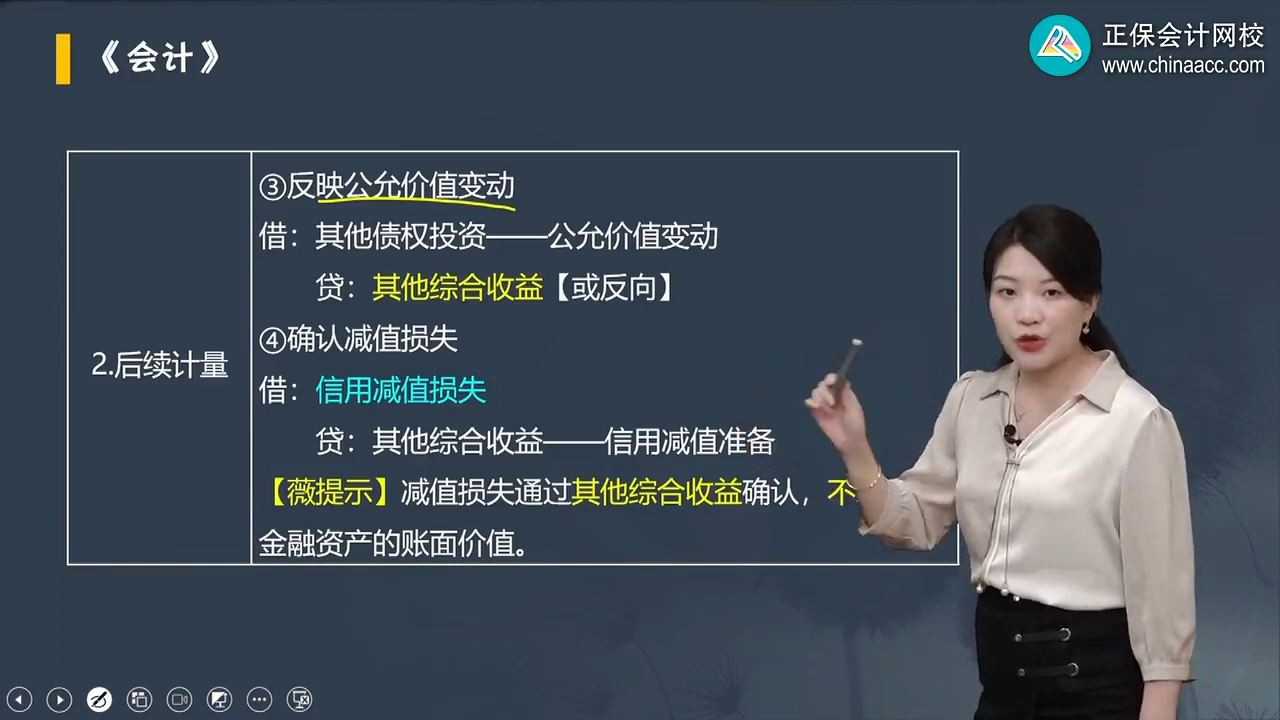 《会计》
正保会计网校
www.chinaacc.com
2.后续计量
③反映公允价值变动
借：其他债权投资——公允价值变动
贷：其他综合收益【或反向】
④确认减值损失
借：信用减值损失
贷：其他综合收益——信用减值准备
【薇提示】减值损失通过其他综合收益确认，不
金融资产的账面价值。